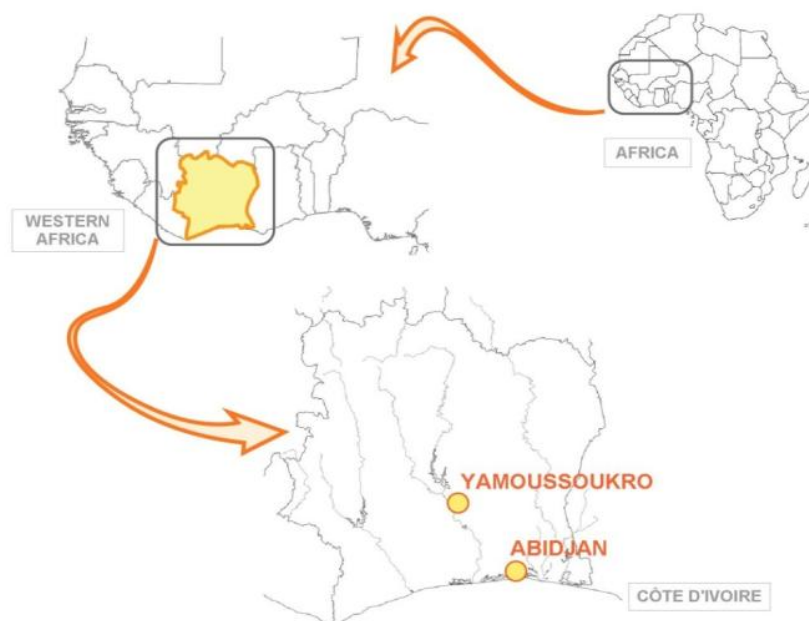 AFRICA
WESTERN
AFRICA
YAMOUSSOUKRO
ABIDJAN
CÔTE D'IVOIRE